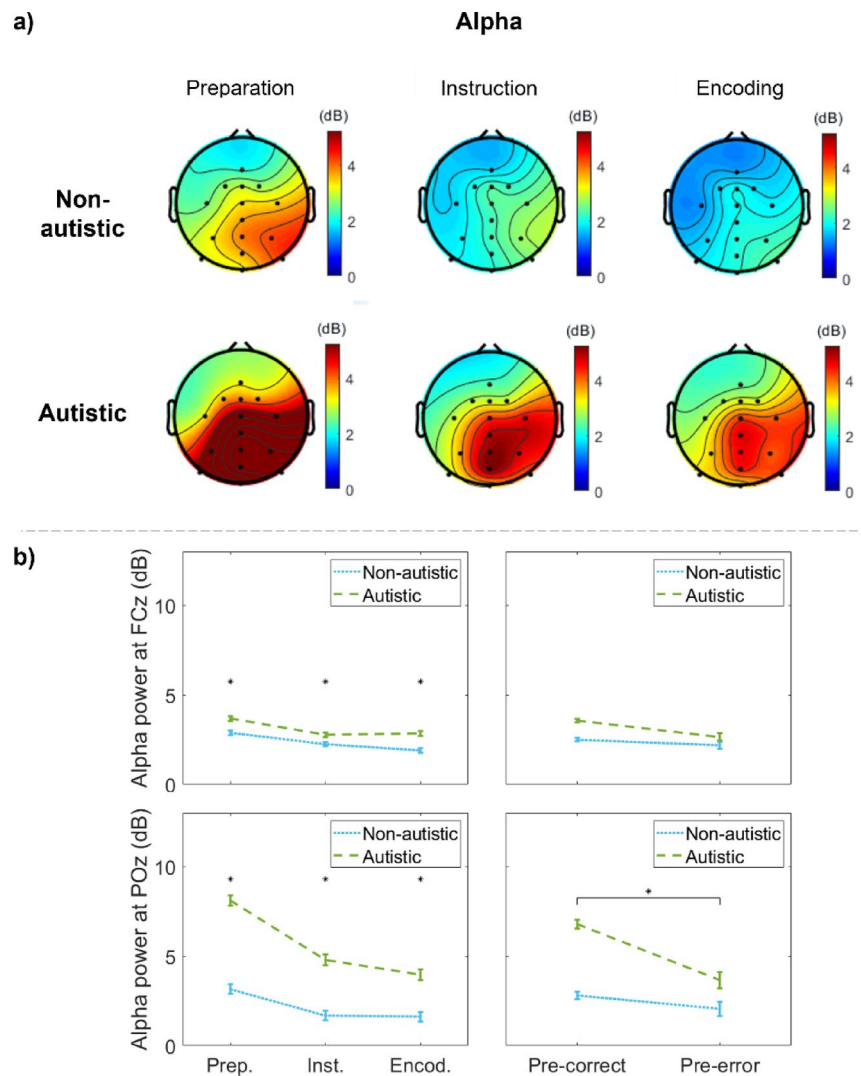 a)
Alpha
Preparation
Instruction
Encoding
Non-
autistic
(dB)
4
2
0
(dB)
4
2
0
(dB)
4
2
0
Autistic
(dB)
4
2
0
(dB)
4
2
0
(dB)
4
2
0
b)
Alpha power at FCz (dB)
10
5
0
Non-autistic
Autistic
*
*
*
10
5
0
Non-autistic
Autistic
Alpha power at POz (dB)
10
5
0
Non-autistic
Autistic
*
*
*
Prep.
Inst.
Encod.
10
5
0
Non-autistic
Autistic
*
Pre-correct
Pre-error